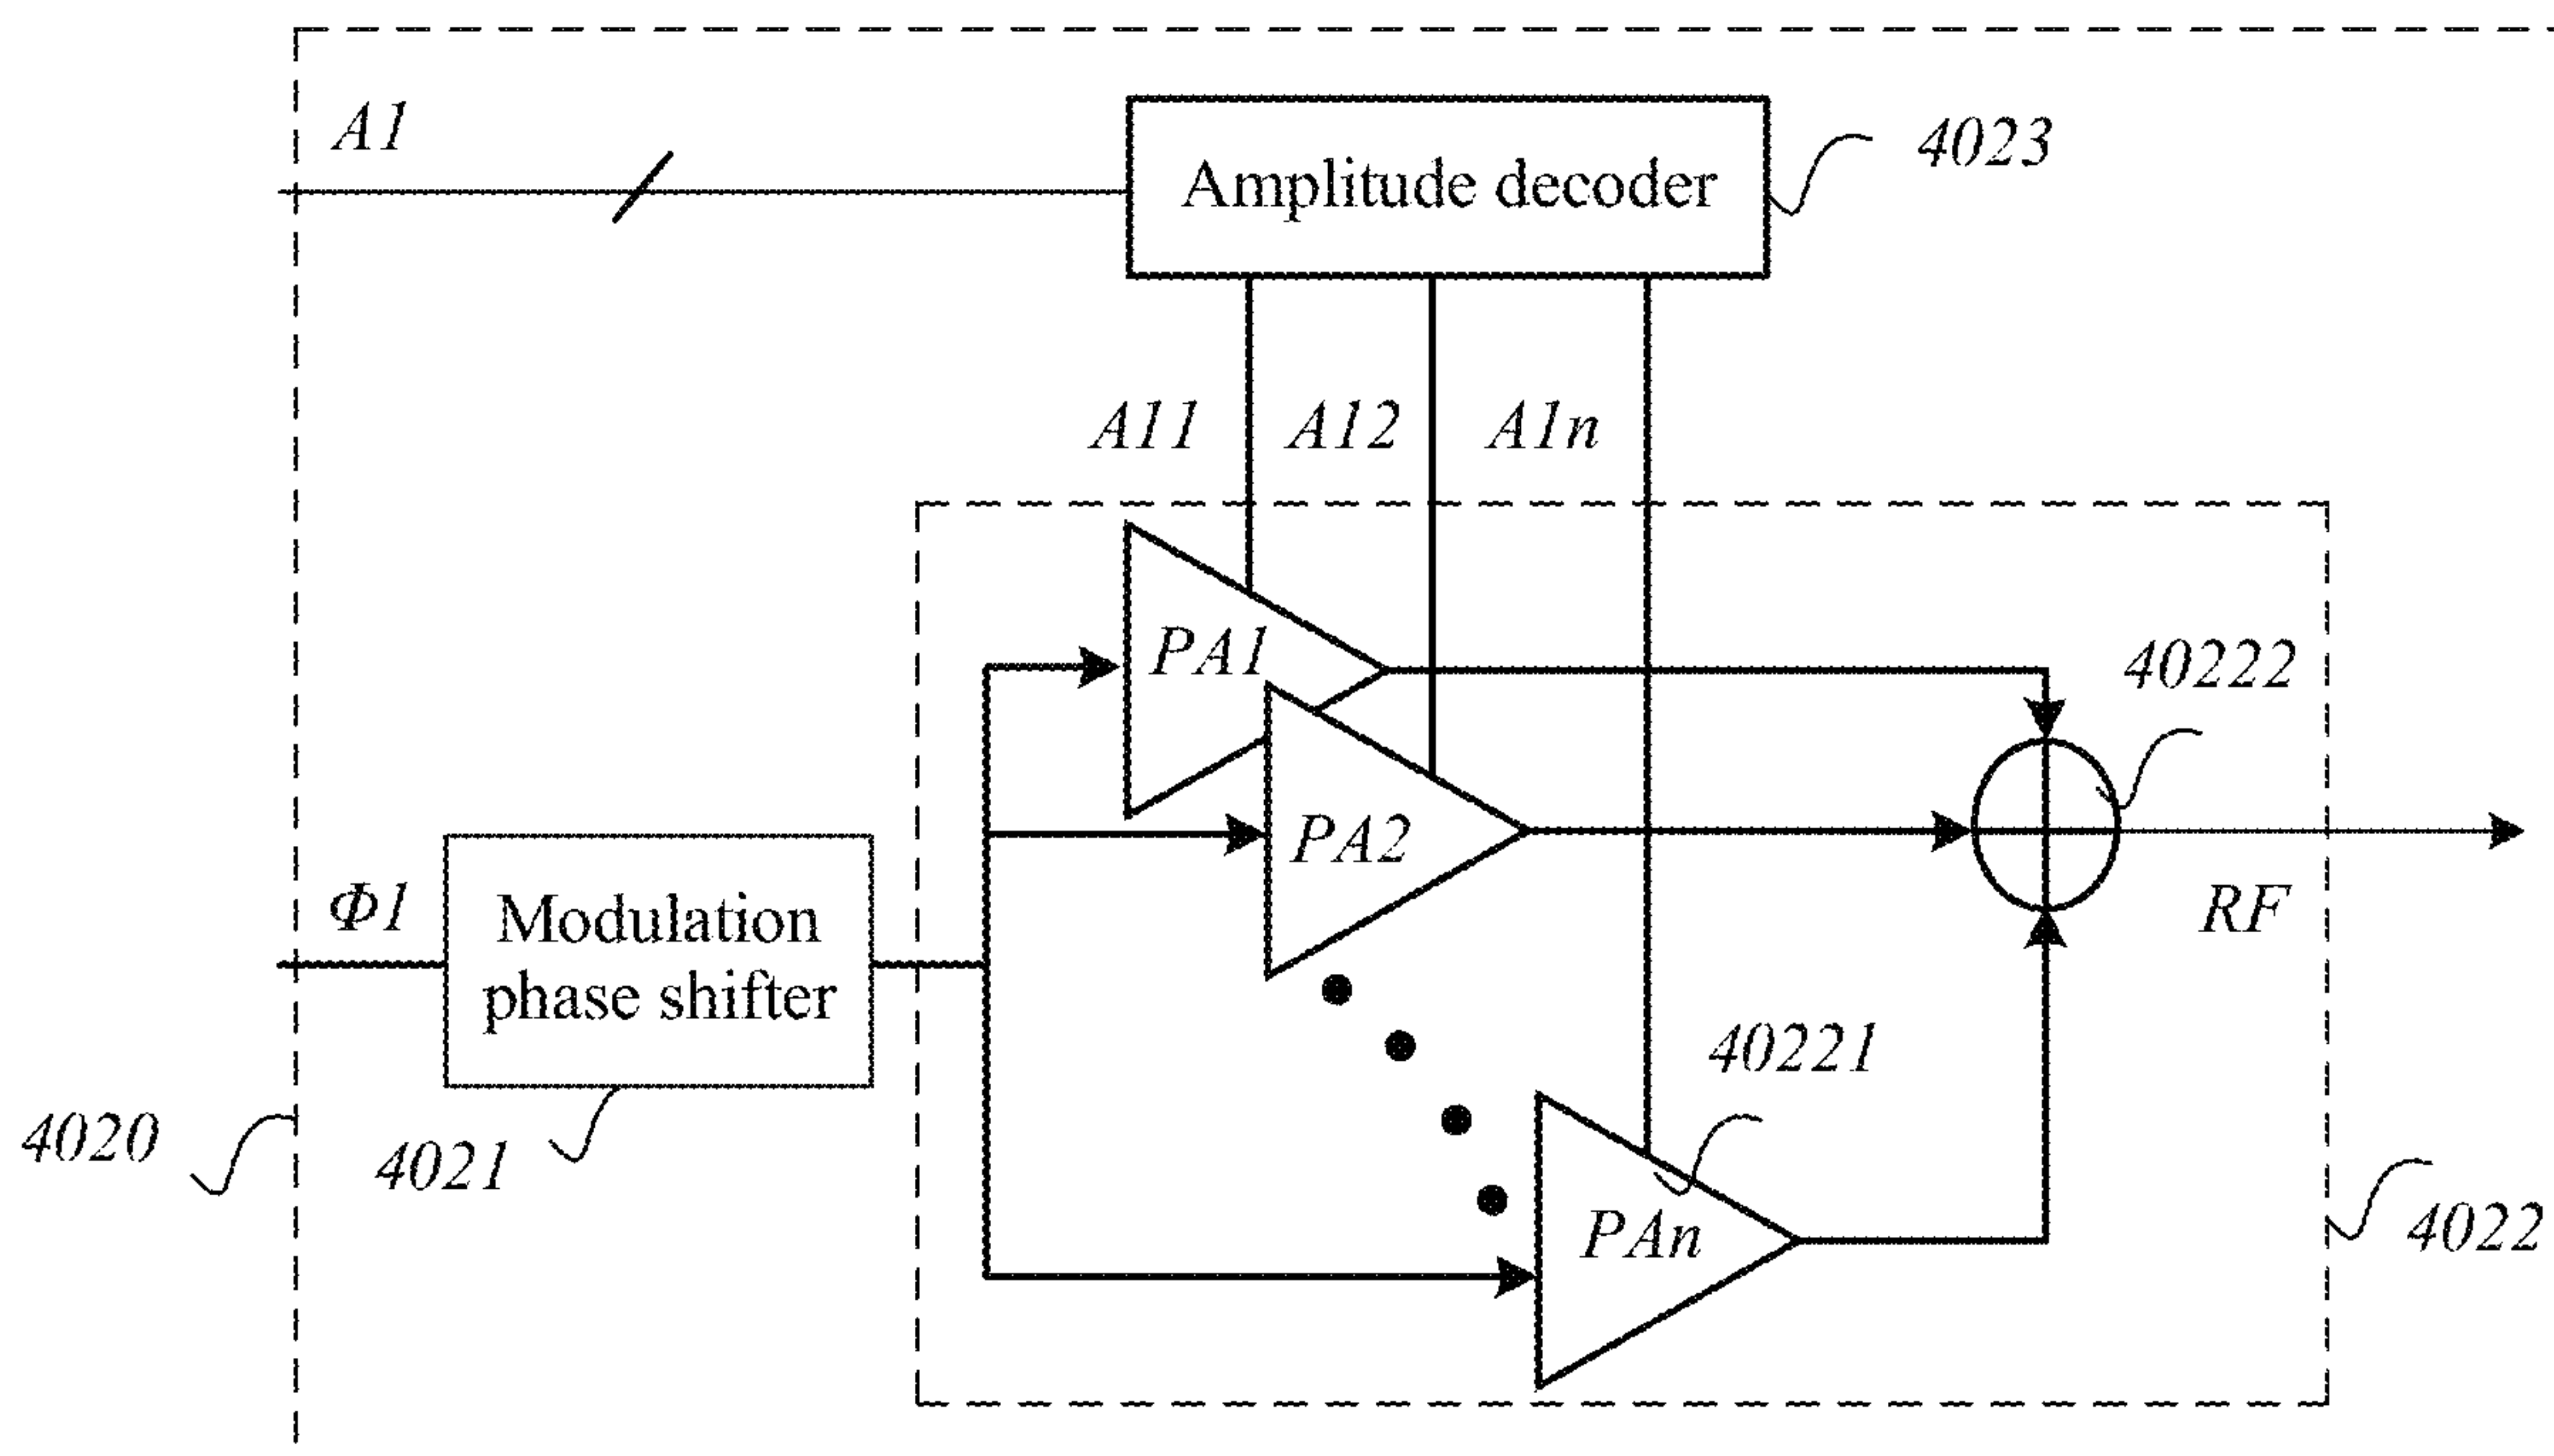 A1
Amplitude decoder
4023
A11
A12
A1n
PA1
40222
PA2
Φ1
Modulation
phase shifter
RF
40221
4020
4021
PAn
4022